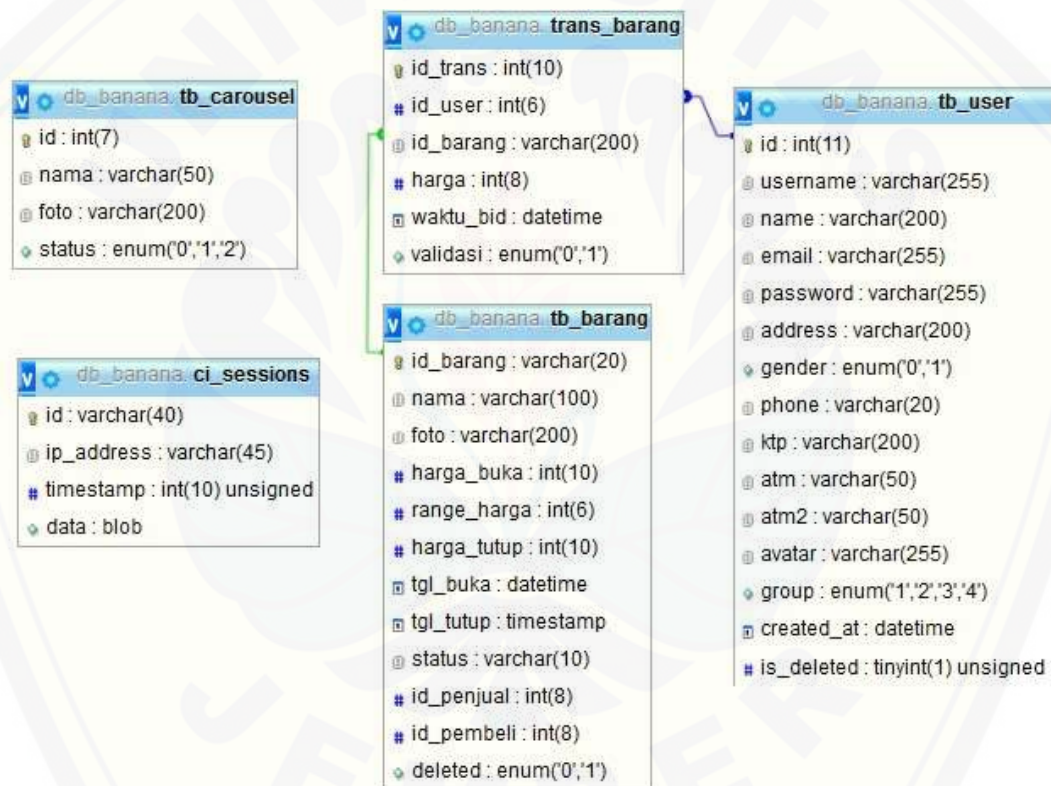 db_banana. tb_carousel
id : int(7)
nama : varchar(50)
foto : varchar(200)
status : enum('0','1','2')
db_banana. ci_sessions
id : varchar(40)
ip_address : varchar(45)
timestamp : int(10) unsigned
data : blob
db_banana. trans_barang
id_trans : int(10)
id_user : int(6)
id_barang : varchar(200)
harga : int(8)
waktu_bid : datetime
validasi : enum('0','1')
db_banana. tb_barang
id_barang : varchar(20)
nama : varchar(100)
foto : varchar(200)
harga_buka : int(10)
range_harga : int(6)
harga_tutup : int(10)
tgl_buka : datetime
tgl_tutup : timestamp
status : varchar(10)
id_penjual : int(8)
id_pembeli : int(8)
deleted : enum('0','1')
db_banana. tb_user
id : int(11)
username : varchar(255)
name : varchar(200)
email : varchar(255)
password : varchar(255)
address : varchar(200)
gender : enum('0','1')
phone : varchar(20)
ktp : varchar(200)
atm : varchar(50)
atm2 : varchar(50)
avatar : varchar(255)
group : enum('1','2','3','4')
created_at : datetime
is_deleted : tinyint(1) unsigned